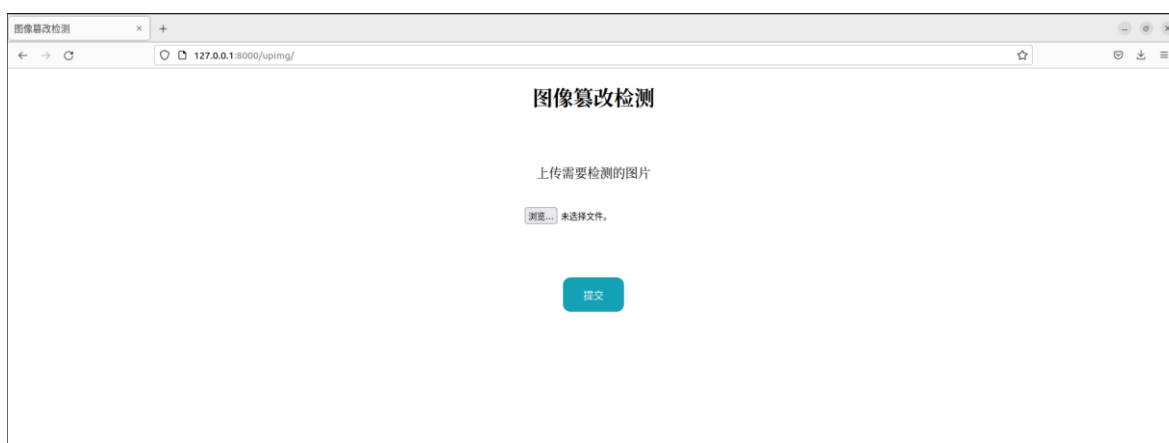 图像篡改检测
127.0.0.1:8000/upimg/
图像篡改检测
上传需要检测的图片
浏览... 未选择文件。
提交